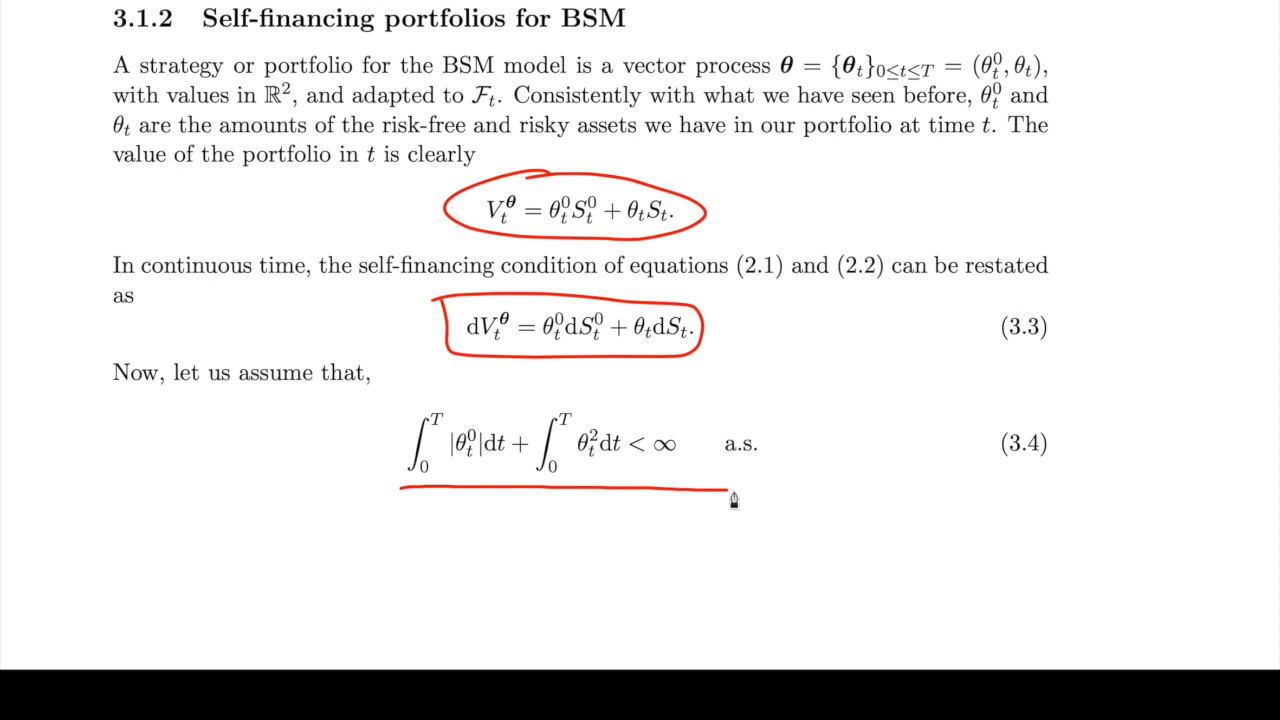 3.1.2 Self-financing portfolios for BSM
A strategy or portfolio for the BSM model is a vector process θ = {θ_t}_{0≤t≤T} = (θ_t^0, θ_t),
with values in ℝ^2, and adapted to ℱ_t. Consistently with what we have seen before, θ_t^0 and
θ_t are the amounts of the risk-free and risky assets we have in our portfolio at time t. The
value of the portfolio in t is clearly
V_t^θ = θ_t^0 S_t^0 + θ_t S_t.
In continuous time, the self-financing condition of equations (2.1) and (2.2) can be restated
as
dV_t^θ = θ_t^0 dS_t^0 + θ_t dS_t. (3.3)
Now, let us assume that,
∫_0^T |θ_t^0|dt + ∫_0^T θ_t^2 dt < ∞ a.s. (3.4)